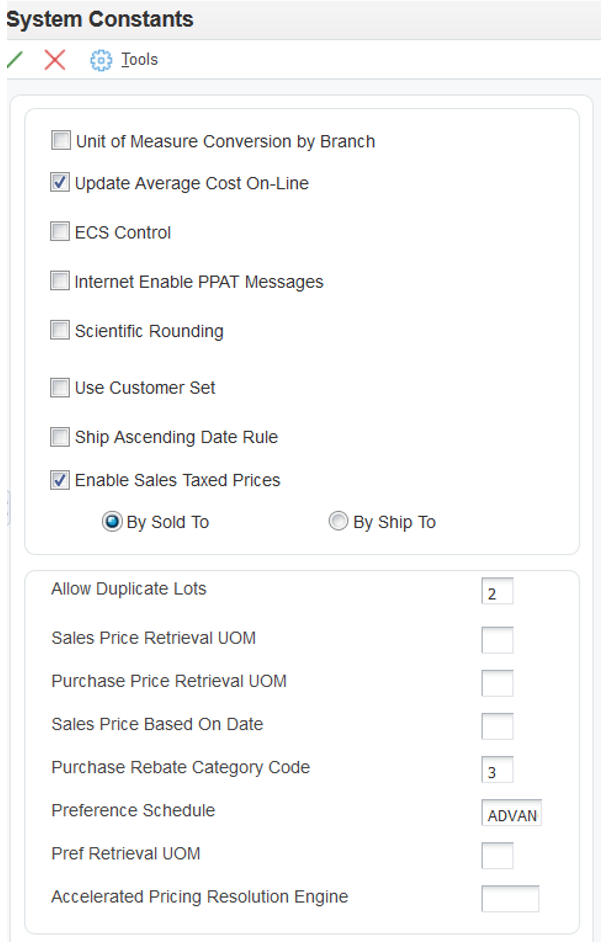 System Constants
Tools
Unit of Measure Conversion by Branch
Update Average Cost On-Line
ECS Control
Internet Enable PPAT Messages
Scientific Rounding
Use Customer Set
Ship Ascending Date Rule
Enable Sales Taxed Prices
By Sold To By Ship To
Allow Duplicate Lots 2
Sales Price Retrieval UOM
Purchase Price Retrieval UOM
Sales Price Based On Date
Purchase Rebate Category Code 3
Preference Schedule ADVAN
Pref Retrieval UOM
Accelerated Pricing Resolution Engine